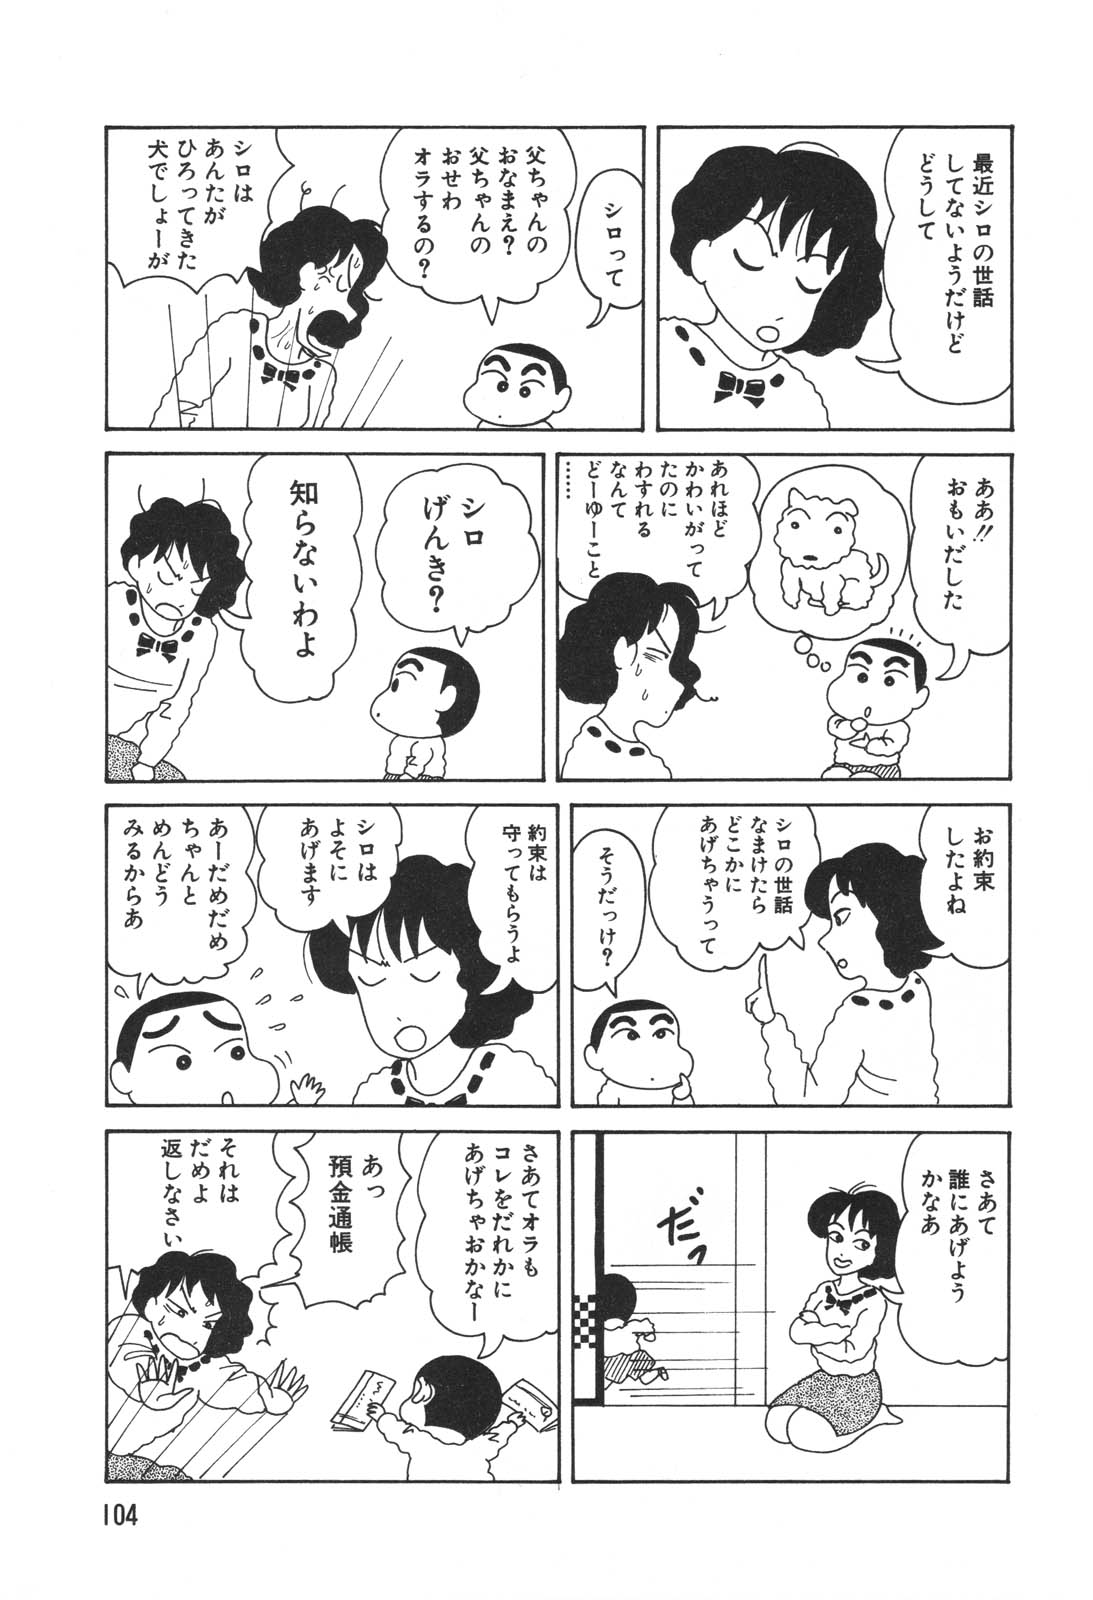 最近シロの世話
してないようだけど
どうして
シロって
父ちゃんの
おなまえ?
父ちゃんの
おせわ
オラするの?
シロは
あんたが
ひろってきた
犬でしょーが
ああ!!
おもいだした
あれほど
かわいがって
たのに
わすれる
なんて
どーゆーこと
……
シロ
げんき?
知らないわよ
お約束
したよね
シロの世話
なまけたら
どこかに
あげちゃうって
そうだっけ?
約束は
守ってもらうよ
シロは
よそに
あげます
あーだめだめ
ちゃんと
めんどう
みるからあ
さあて
誰にあげよう
かなあ
だっ
さあてオラも
コレをだれかに
あげちゃおかなー
あっ
預金通帳
それは
だめよ
返しなさい
104